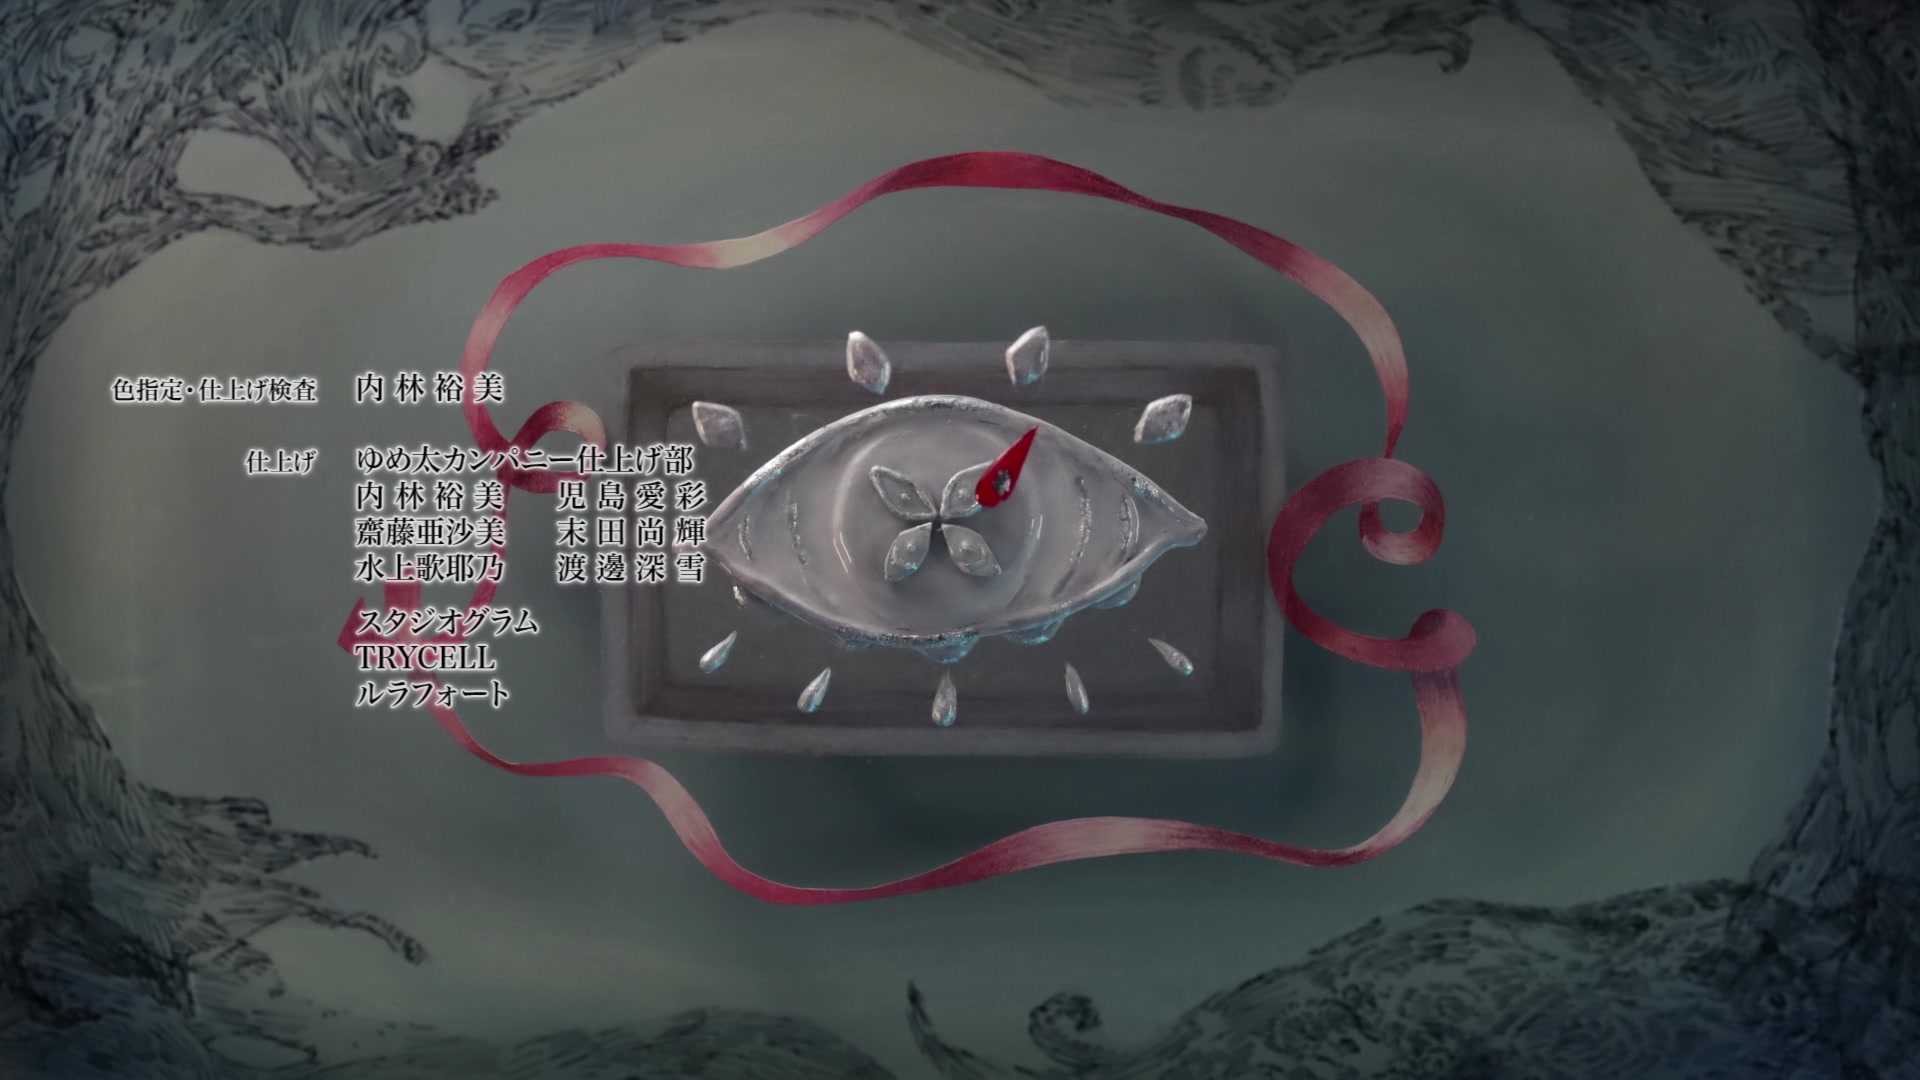 色指定・仕上げ検査 内林裕美
仕上げ ゆめ太カンパニー仕上げ部
内林裕美 児島愛彩
齋藤亜沙美 末田尚輝
水上歌耶乃 渡邊深雪
スタジオグラム
TRYCELL
ルラフォート